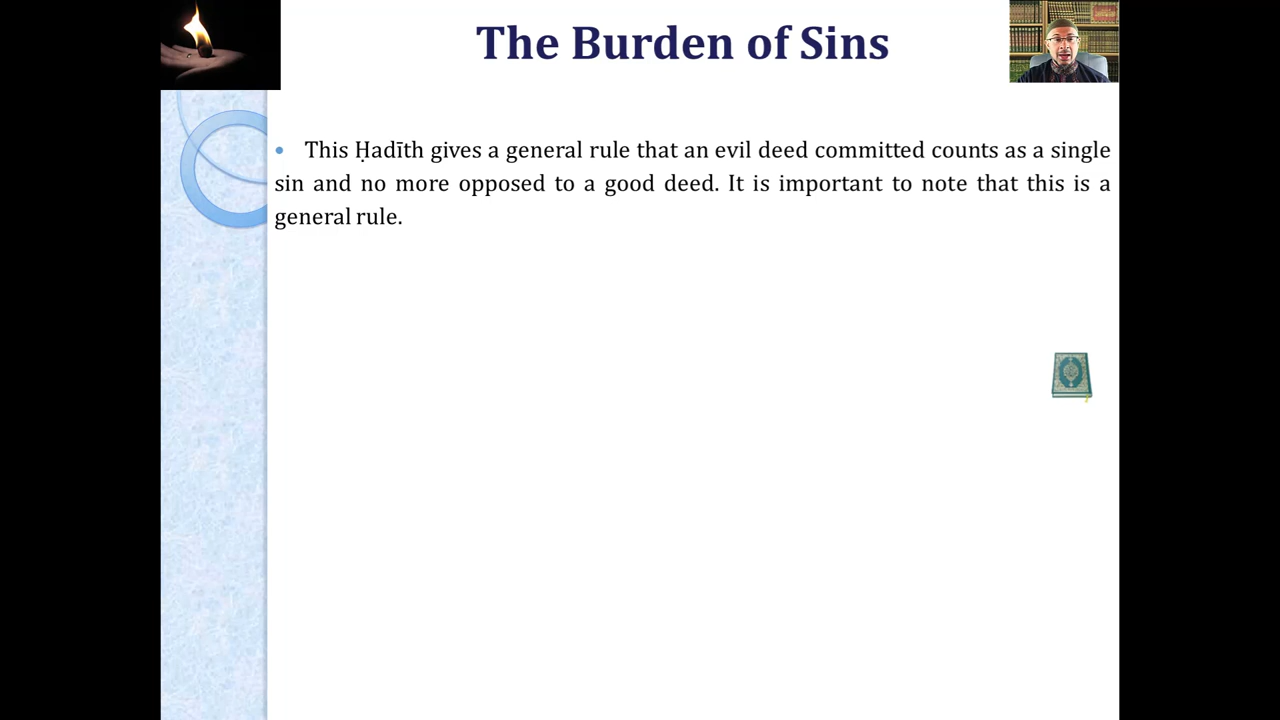 The Burden of Sins
• This Ḥadīth gives a general rule that an evil deed committed counts as a single
sin and no more opposed to a good deed. It is important to note that this is a
general rule.